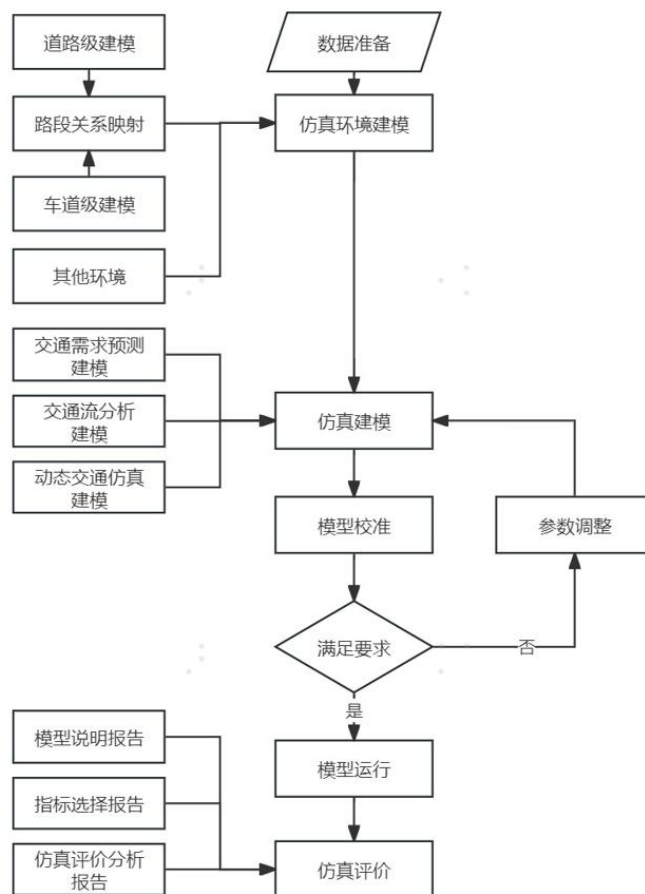 道路级建模
数据准备
路段关系映射
仿真环境建模
车道级建模
其他环境
交通需求预测
建模
交通流分析
建模
仿真建模
动态交通仿真
建模
模型校准
参数调整
满足要求
否
是
模型说明报告
模型运行
指标选择报告
仿真评价分析
报告
仿真评价